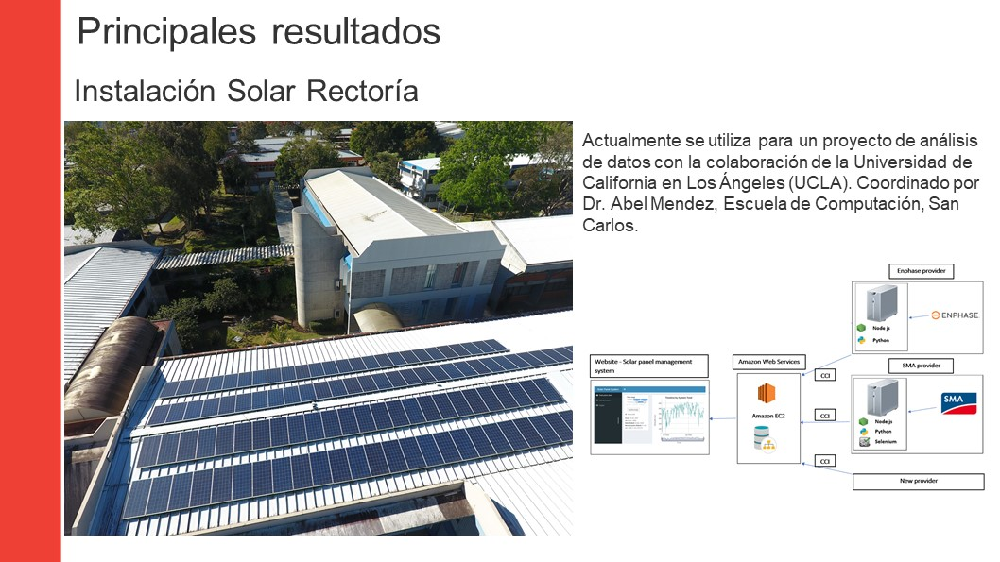 Principales resultados
Instalación Solar Rectoría
Actualmente se utiliza para un proyecto de análisis
de datos con la colaboración de la Universidad de
California en Los Ángeles (UCLA). Coordinado por
Dr. Abel Mendez, Escuela de Computación, San
Carlos.
Enphase provider
Node js
Python
ENPHASE
Website - Solar panel management
system
Amazon Web Services
CCI
SMA provider
Amazon EC2
CCI
SMA
Node js
Python
Selenium
CCI
New provider